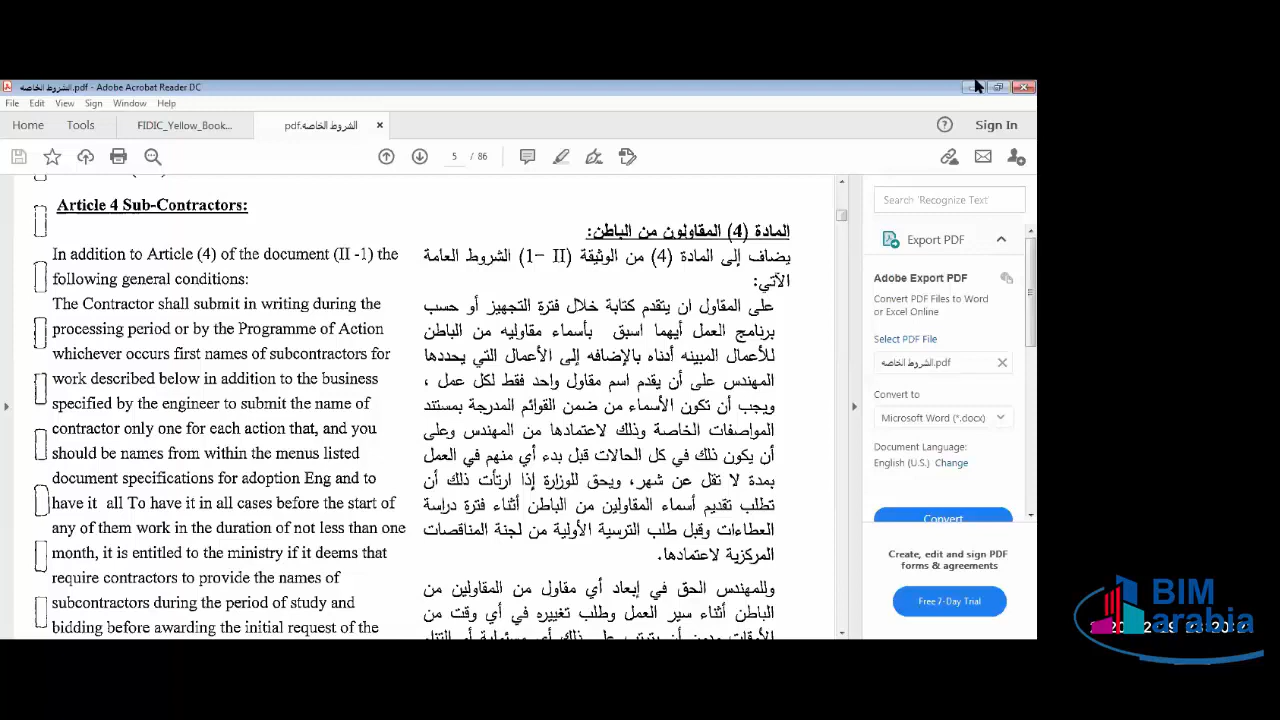 الشروط الخاصه.pdf - Adobe Acrobat Reader DC
File Edit View Sign Window Help
Home Tools FIDIC_Yellow_Book... الشروط الخاصه.pdf × Sign In
5 / 86
Article 4 Sub-Contractors:
In addition to Article (4) of the document (II -1) the
following general conditions:
The Contractor shall submit in writing during the
processing period or by the Programme of Action
whichever occurs first names of subcontractors for
work described below in addition to the business
specified by the engineer to submit the name of
contractor only one for each action that, and you
should be names from within the menus listed
document specifications for adoption Eng and to
have it all To have it in all cases before the start of
any of them work in the duration of not less than one
month, it is entitled to the ministry if it deems that
require contractors to provide the names of
subcontractors during the period of study and
bidding before awarding the initial request of the
المادة (4) المقاولون من الباطن:
يضاف إلى المادة (4) من الوثيقة (II –1) الشروط العامة
الآتي:
على المقاول ان يتقدم كتابة خلال فترة التجهيز أو حسب
برنامج العمل أيهما اسبق بأسماء مقاوليه من الباطن
للأعمال المبينه أدناه بالإضافه إلى الأعمال التي يحددها
المهندس على أن يقدم اسم مقاول واحد فقط لكل عمل ،
ويجب أن تكون الأسماء من ضمن القوائم المدرجة بمستند
المواصفات الخاصة وذلك لاعتمادها من المهندس وعلى
أن يكون ذلك في كل الحالات قبل بدء أي منهم في العمل
بمدة لا تقل عن شهر، ويحق للوزارة إذا ارتأت ذلك أن
تطلب تقديم أسماء المقاولين من الباطن أثناء فترة دراسة
العطاءات وقبل طلب الترسية الأولية من لجنة المناقصات
المركزية لاعتمادها.
وللمهندس الحق في إبعاد أي مقاول من المقاولين من
الباطن أثناء سير العمل وطلب تغييره في أي وقت من
Search 'Recognize Text'
Export PDF
Adobe Export PDF
Convert PDF Files to Word
or Excel Online
Select PDF File
الشروط الخاصه.pdf ×
Convert to
Microsoft Word (*.docx)
Document Language:
English (U.S.) Change
Convert
Create, edit and sign PDF
forms & agreements
Free 7-Day Trial
BIM
arabia